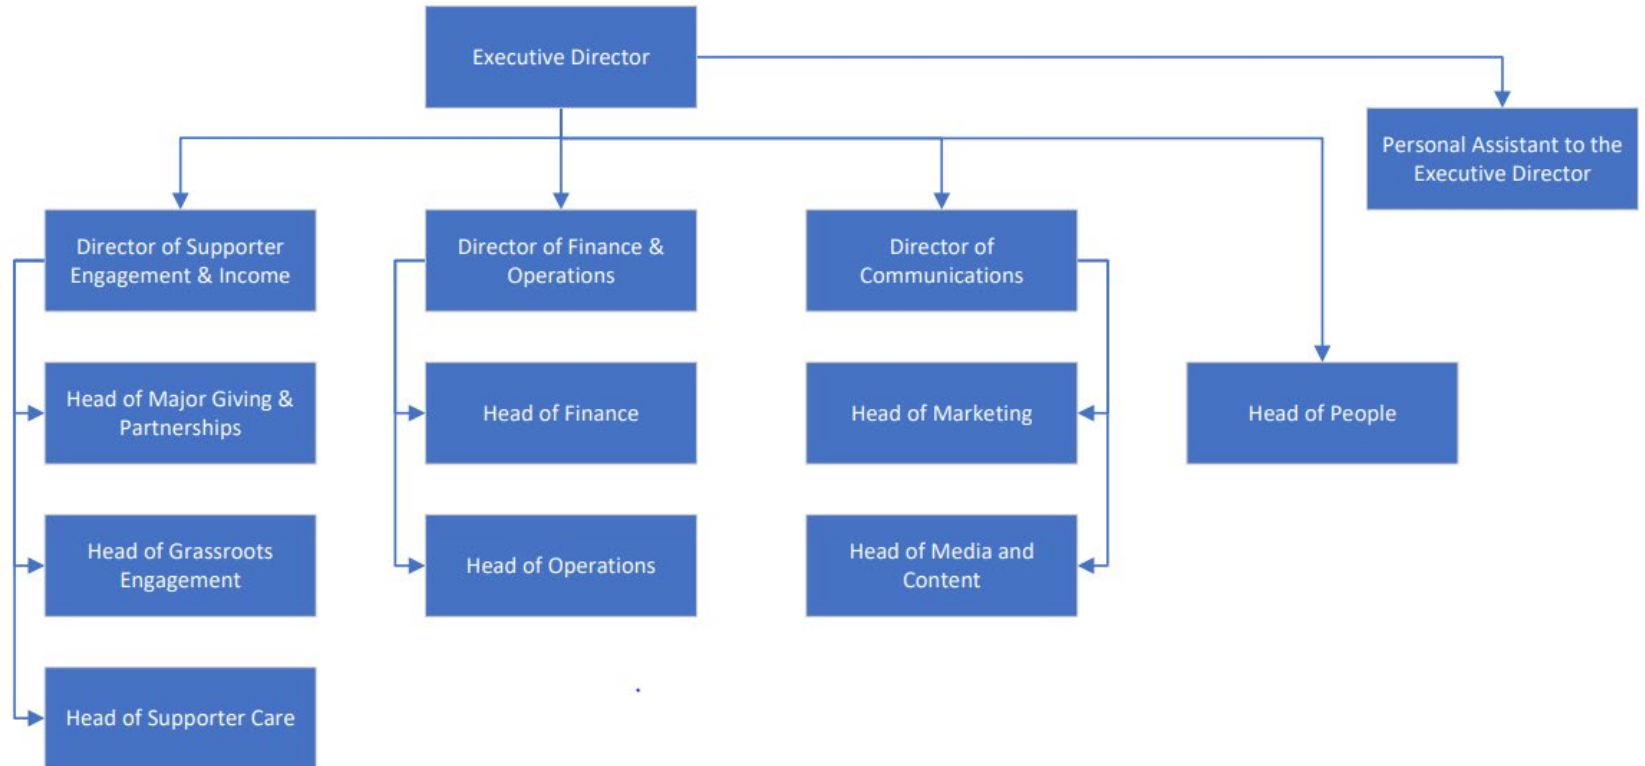 Executive Director
Personal Assistant to the
Executive Director
Director of Supporter
Engagement & Income
Director of Finance &
Operations
Director of
Communications
Head of Major Giving &
Partnerships
Head of Finance
Head of Marketing
Head of People
Head of Grassroots
Engagement
Head of Operations
Head of Media and
Content
Head of Supporter Care